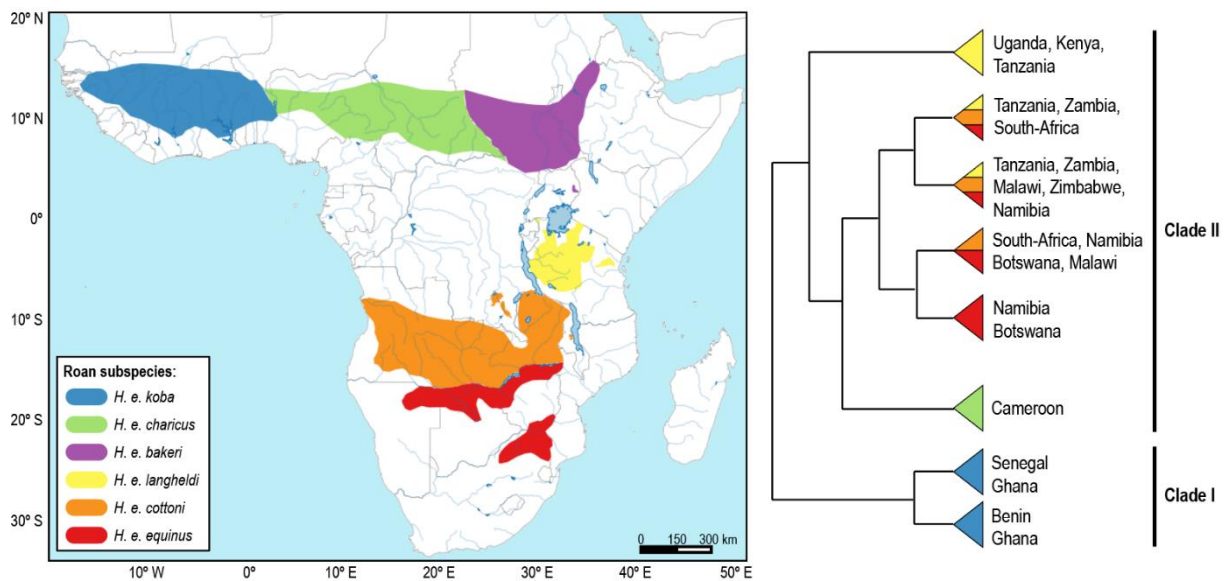 20º N
10º N
0º
10º S
20º S
30º S
10º W
0º
10º E
20º E
30º E
40º E
50º E
Roan subspecies:
H. e. koba
H. e. charicus
H. e. bakeri
H. e. langheldi
H. e. cottoni
H. e. equinus
0 150 300 km
Uganda, Kenya,
Tanzania
Tanzania, Zambia,
South-Africa
Tanzania, Zambia,
Malawi, Zimbabwe,
Namibia
South-Africa, Namibia
Botswana, Malawi
Namibia
Botswana
Cameroon
Clade II
Senegal
Ghana
Benin
Ghana
Clade I